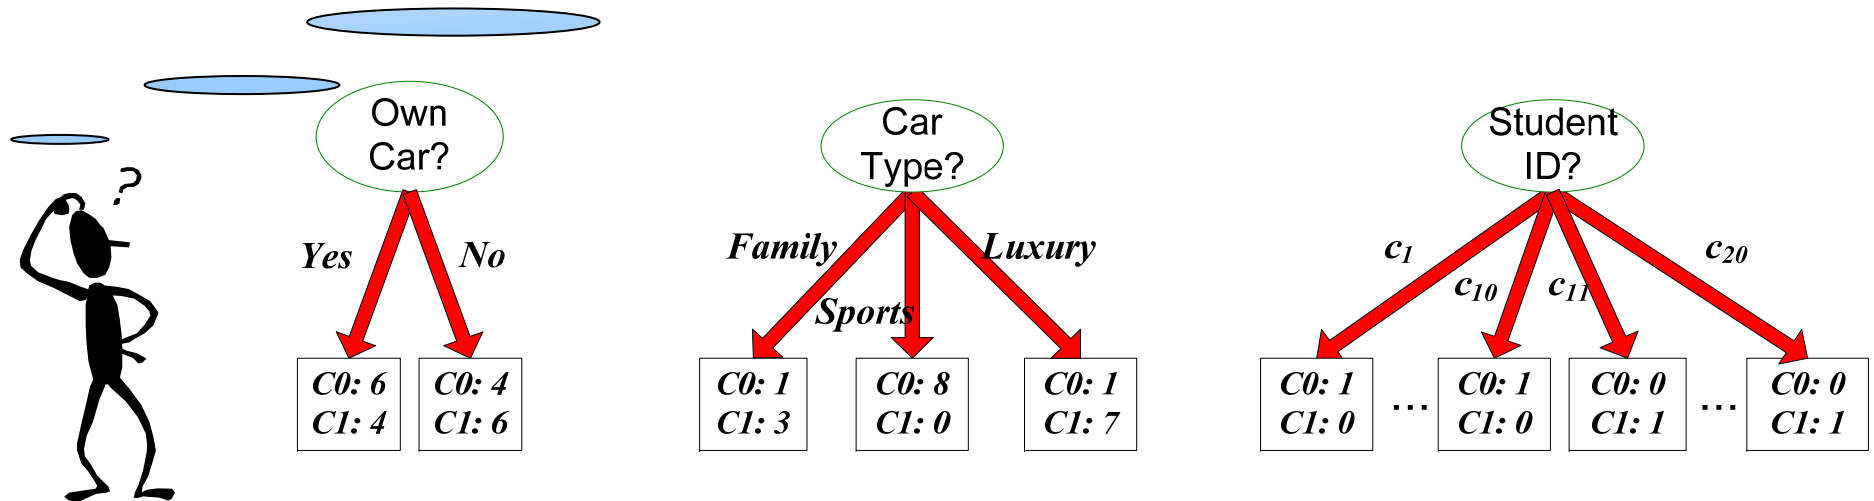 ?
Own
Car?
Yes
No
C0: 6
C1: 4
C0: 4
C1: 6
Car
Type?
Family
Sports
Luxury
C0: 1
C1: 3
C0: 8
C1: 0
C0: 1
C1: 7
Student
ID?
c1
c10
c11
c20
C0: 1
C1: 0
...
C0: 1
C1: 0
C0: 0
C1: 1
...
C0: 0
C1: 1